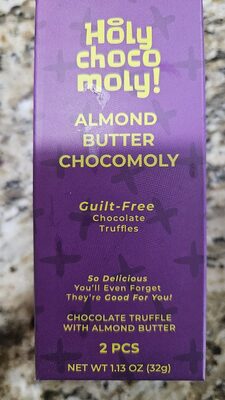 Holy
choco
moly!
ALMOND
BUTTER
CHOCOMOLY
Guilt-Free
Chocolate
Truffles
So Delicious
You'll Even Forget
They're Good For You!
CHOCOLATE TRUFFLE
WITH ALMOND BUTTER
2 PCS
NET WT 1.13 OZ (32g)